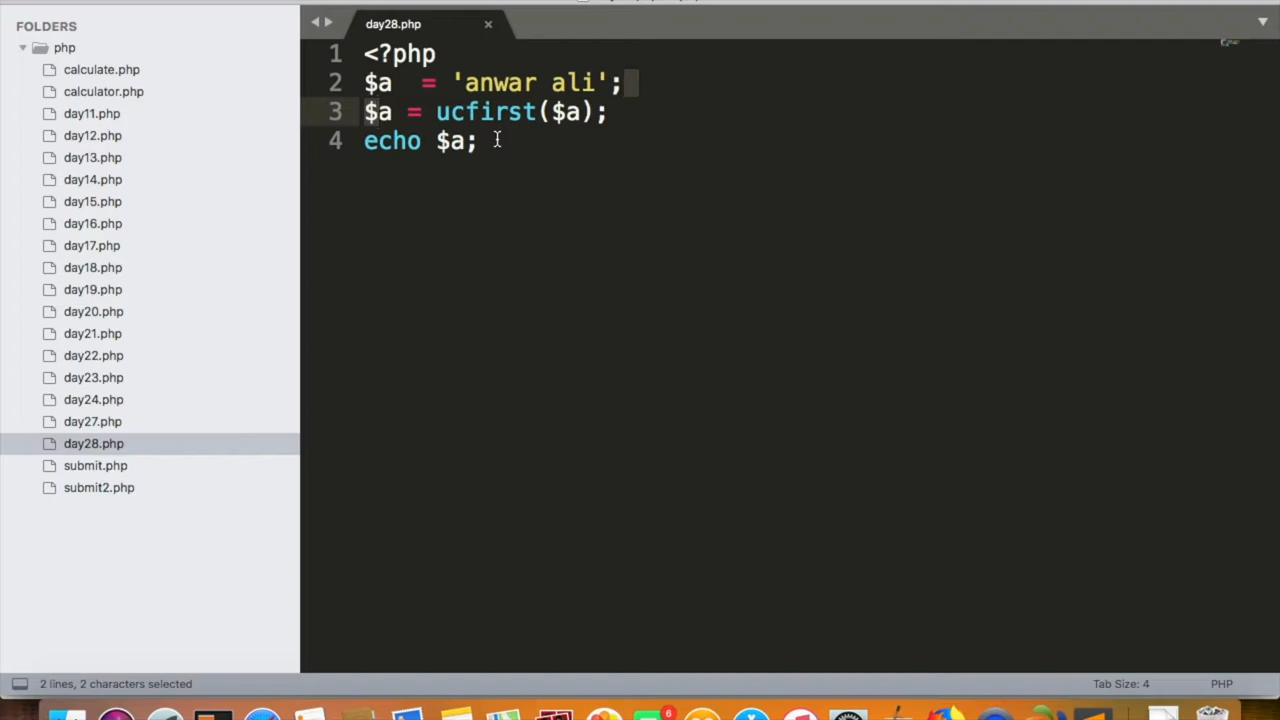 FOLDERS
php
calculate.php
calculator.php
day11.php
day12.php
day13.php
day14.php
day15.php
day16.php
day17.php
day18.php
day19.php
day20.php
day21.php
day22.php
day23.php
day24.php
day27.php
day28.php
submit.php
submit2.php
day28.php
1 <?php
2 $a  = 'anwar ali';
3 $a = ucfirst($a);
4 echo $a;
2 lines, 2 characters selected
Tab Size: 4
PHP
6